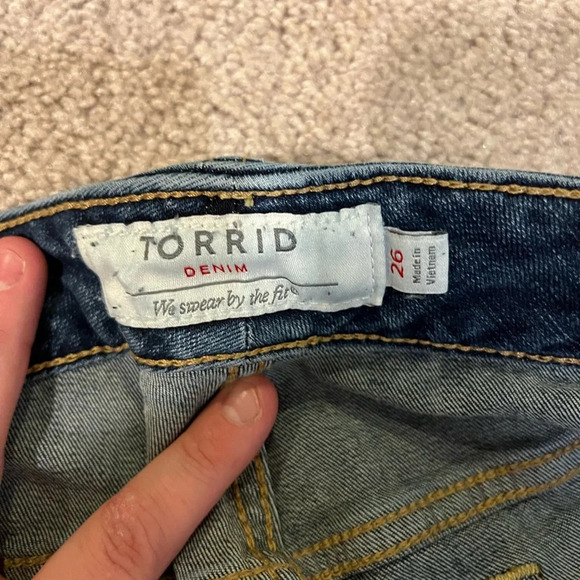 TORRID
DENIM
We swear by the fit
26
Made in
Vietnam